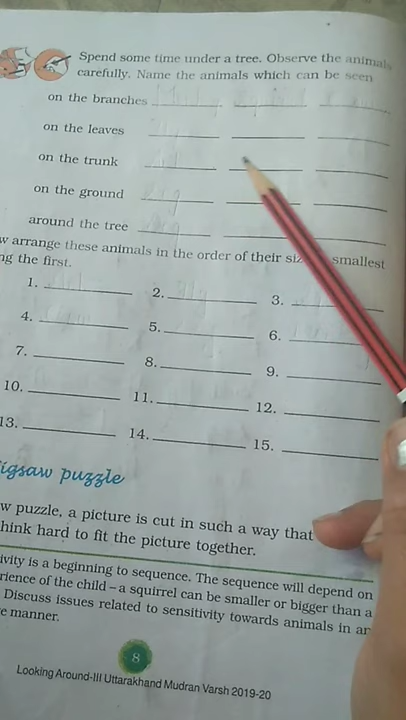 Spend some time under a tree. Observe the animals
carefully. Name the animals which can be seen
on the branches
on the leaves
on the trunk
on the ground
around the tree
w arrange these animals in the order of their siz smallest
ng the first.
1. 2. 3.
4. 5. 6.
7. 8. 9.
10. 11. 12.
13. 14. 15.
igsaw puzzle
w puzzle, a picture is cut in such a way that
hink hard to fit the picture together.
ivity is a beginning to sequence. The sequence will depend on
rience of the child – a squirrel can be smaller or bigger than a
Discuss issues related to sensitivity towards animals in an
e manner.
8
Looking Around-III Uttarakhand Mudran Varsh 2019-20